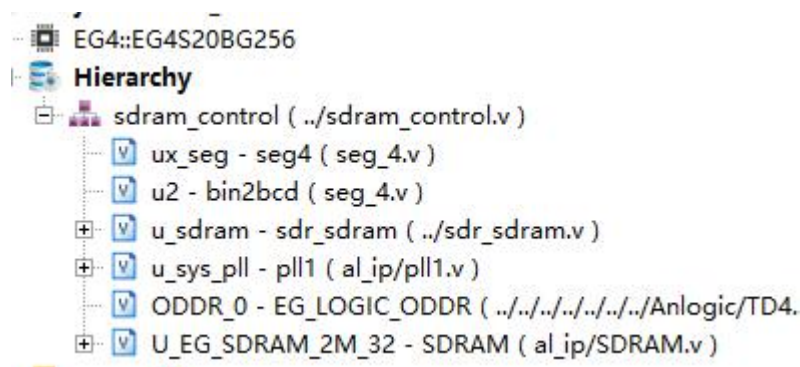 EG4::EG4S20BG256
Hierarchy
sdram_control ( ../sdram_control.v )
ux_seg - seg4 ( seg_4.v )
u2 - bin2bcd ( seg_4.v )
u_sdram - sdr_sdram ( ../sdr_sdram.v )
u_sys_pll - pll1 ( al_ip/pll1.v )
ODDR_0 - EG_LOGIC_ODDR ( ../../../../../../../Anlogic/TD4.
U_EG_SDRAM_2M_32 - SDRAM ( al_ip/SDRAM.v )